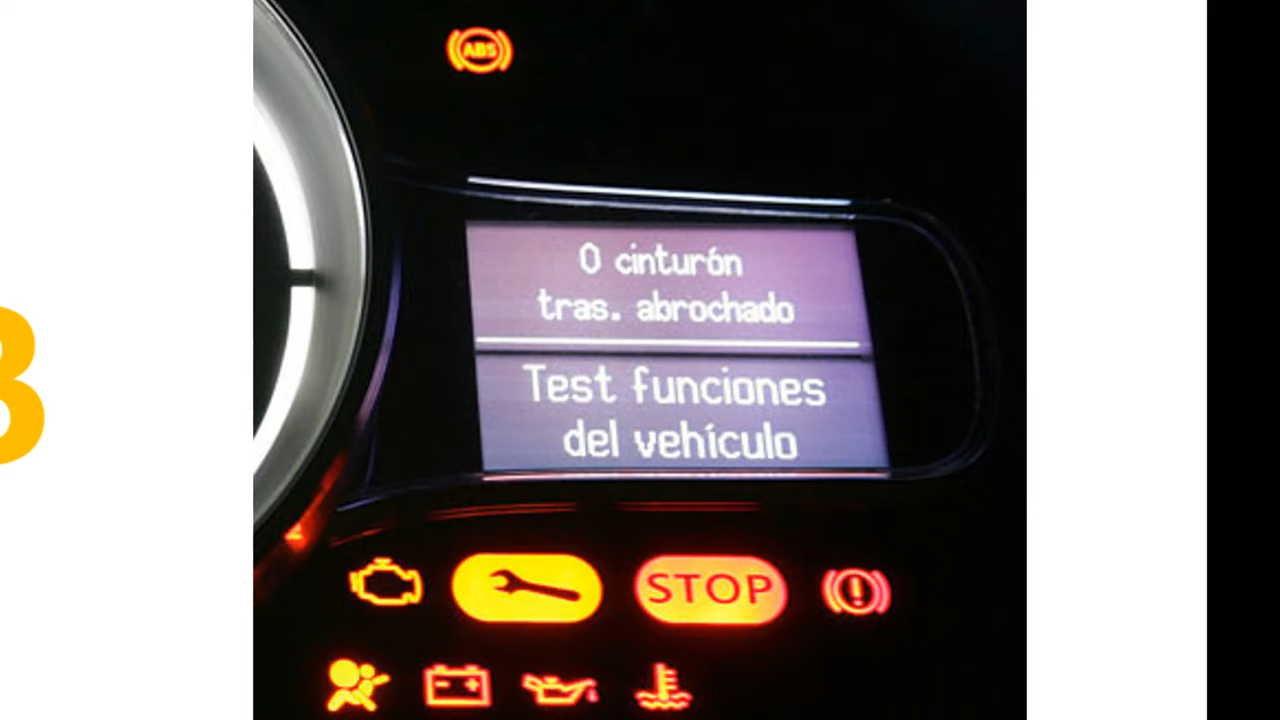 ABS
0 cinturón
tras. abrochado
Test funciones
del vehículo
STOP